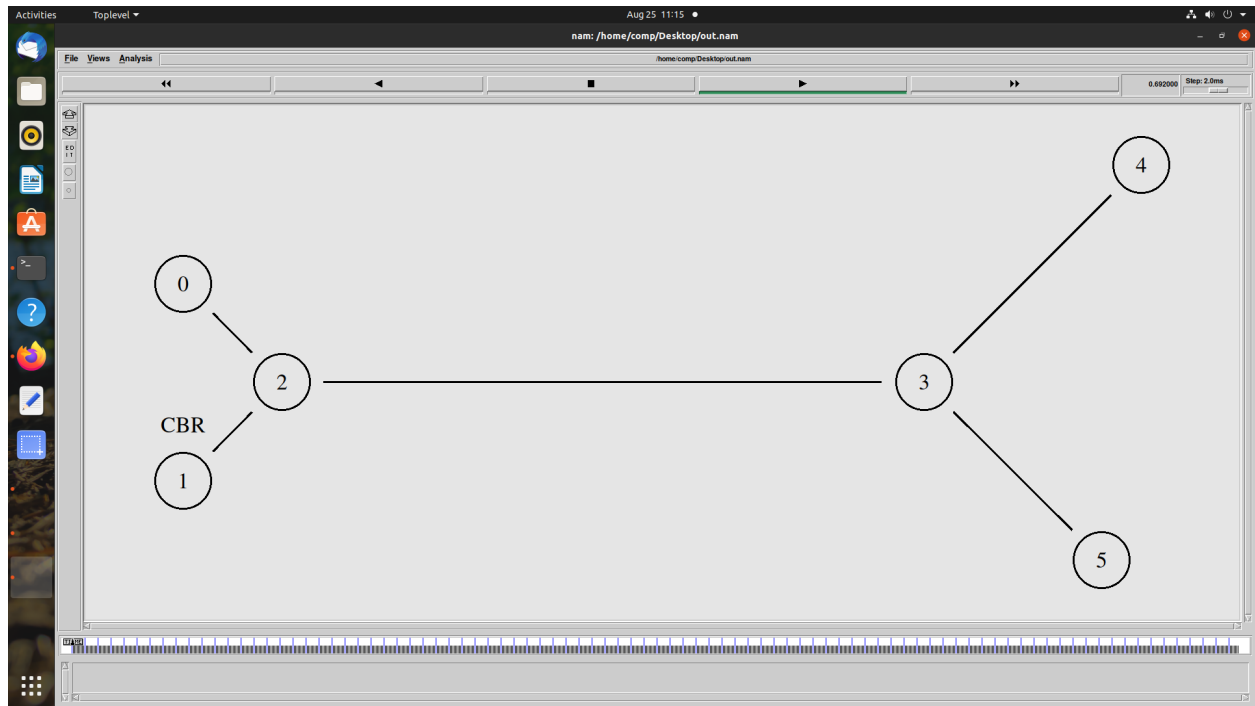 Activities Toplevel Aug 25 11:15
nam: /home/comp/Desktop/out.nam
File Views Analysis /home/comp/Desktop/out.nam
0.692000 Step: 2.0ms
E D
I T
4
0
2 3
CBR
1
5
TIME